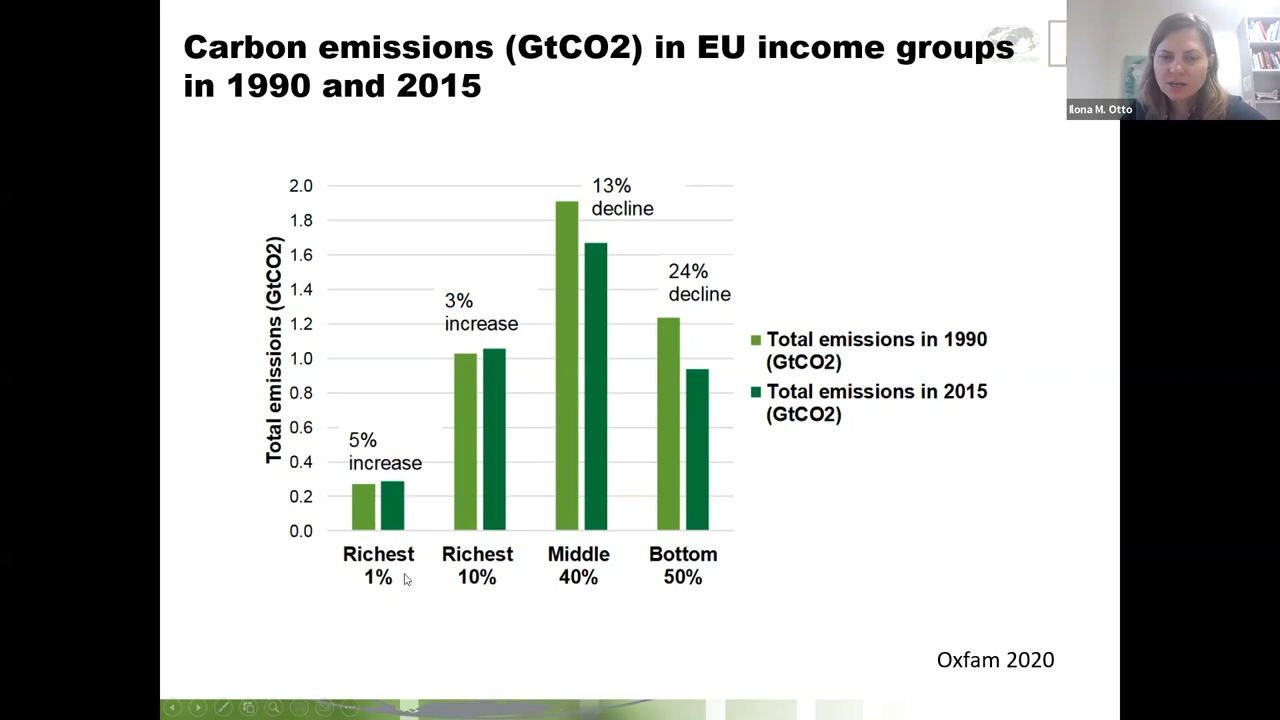 Carbon emissions (GtCO2) in EU income groups
in 1990 and 2015
Ilona M. Otto
2.0
1.8
1.6
1.4
1.2
1.0
0.8
0.6
0.4
0.2
0.0
Total emissions (GtCO2)
5%
increase
3%
increase
13%
decline
24%
decline
Richest
1%
Richest
10%
Middle
40%
Bottom
50%
Total emissions in 1990
(GtCO2)
Total emissions in 2015
(GtCO2)
Oxfam 2020